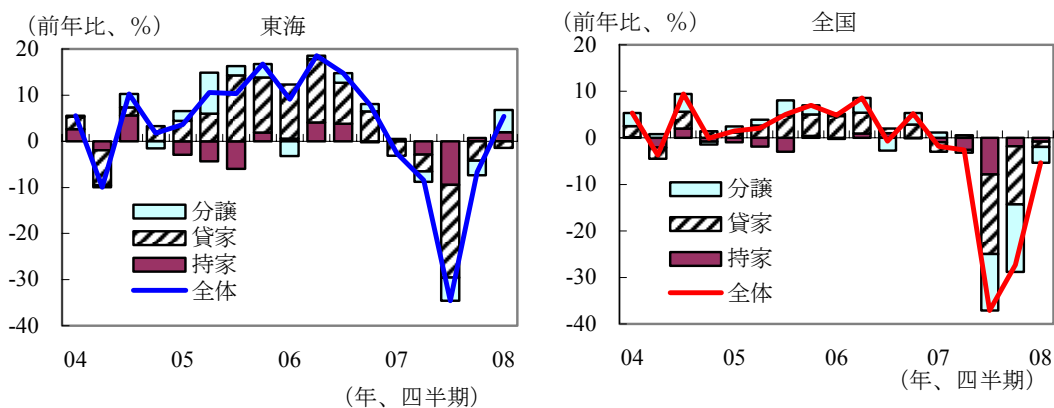 (前年比、%) 東海
20
10
0
-10
-20
-30
-40
分譲
貸家
持家
全体
04 05 06 07 08
(年、四半期)
(前年比、%) 全国
20
10
0
-10
-20
-30
-40
分譲
貸家
持家
全体
04 05 06 07 08
(年、四半期)